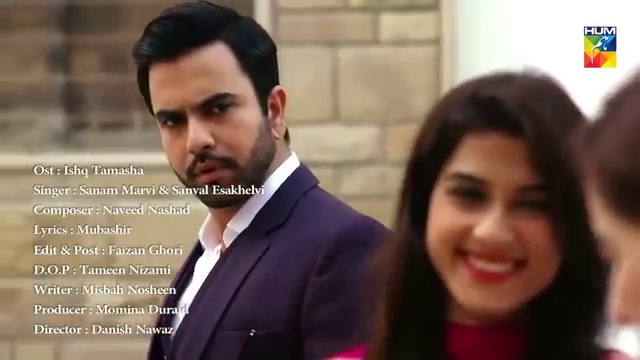 HUM
Ost : Ishq Tamasha
Singer : Sanam Marvi & Sanval Esakhelvi
Composer : Naveed Nashad
Lyrics : Mubashir
Edit & Post : Faizan Ghori
D.O.P : Tameen Nizami
Writer : Misbah Nosheen
Producer : Momina Duraid
Director : Danish Nawaz